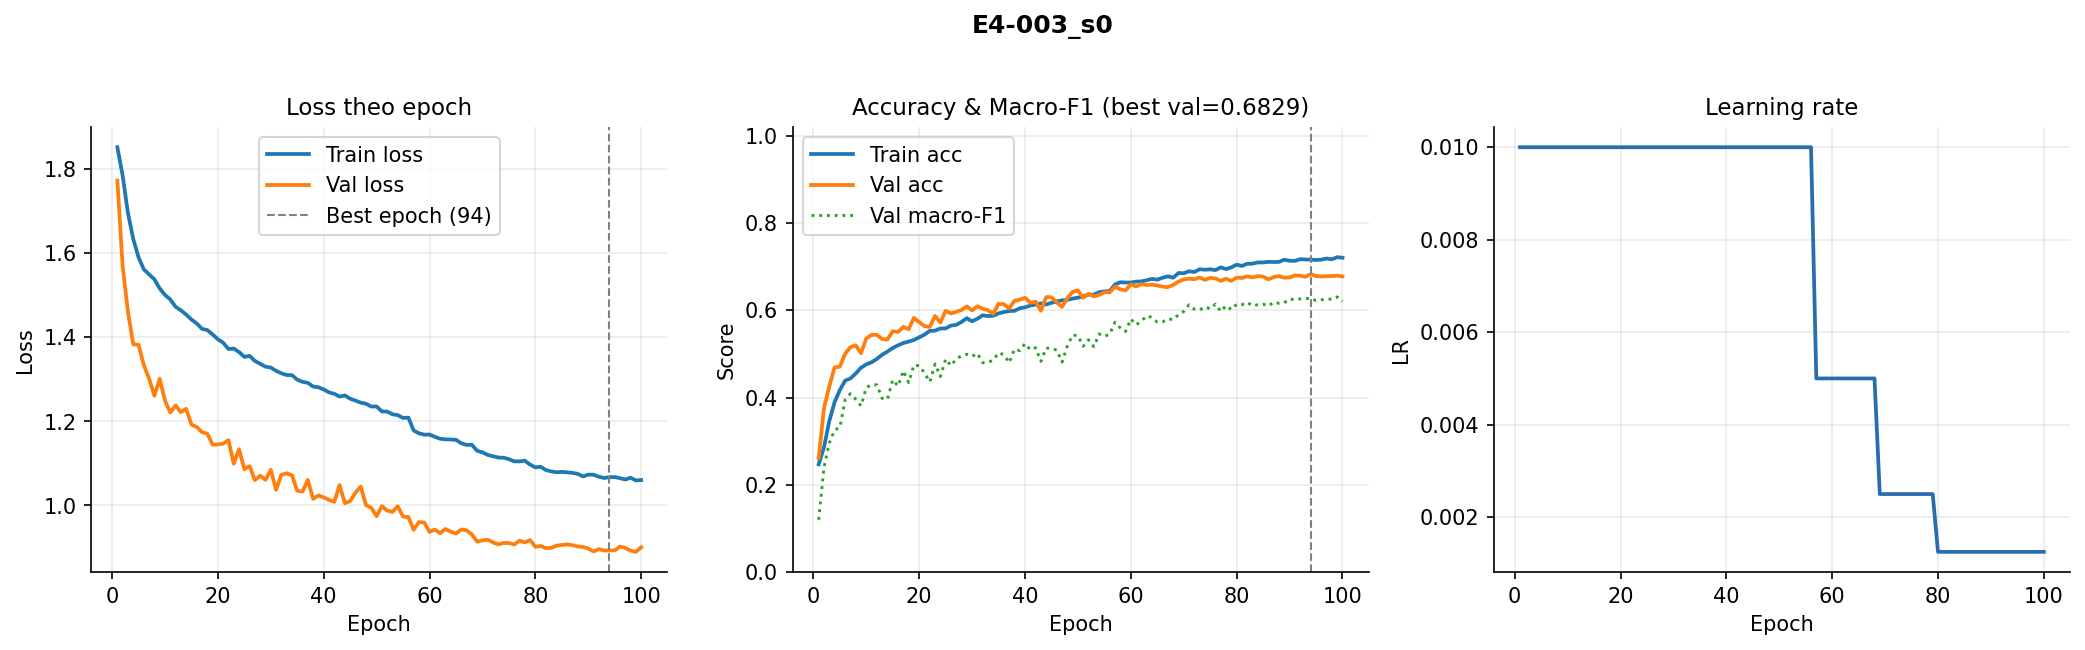 E4-003_s0
Loss theo epoch
Train loss
Val loss
Best epoch (94)
1.8
1.6
1.4
1.2
1.0
Loss
0 20 40 60 80 100
Epoch
Accuracy & Macro-F1 (best val=0.6829)
Train acc
Val acc
Val macro-F1
1.0
0.8
0.6
0.4
0.2
0.0
Score
0 20 40 60 80 100
Epoch
Learning rate
0.010
0.008
0.006
0.004
0.002
LR
0 20 40 60 80 100
Epoch